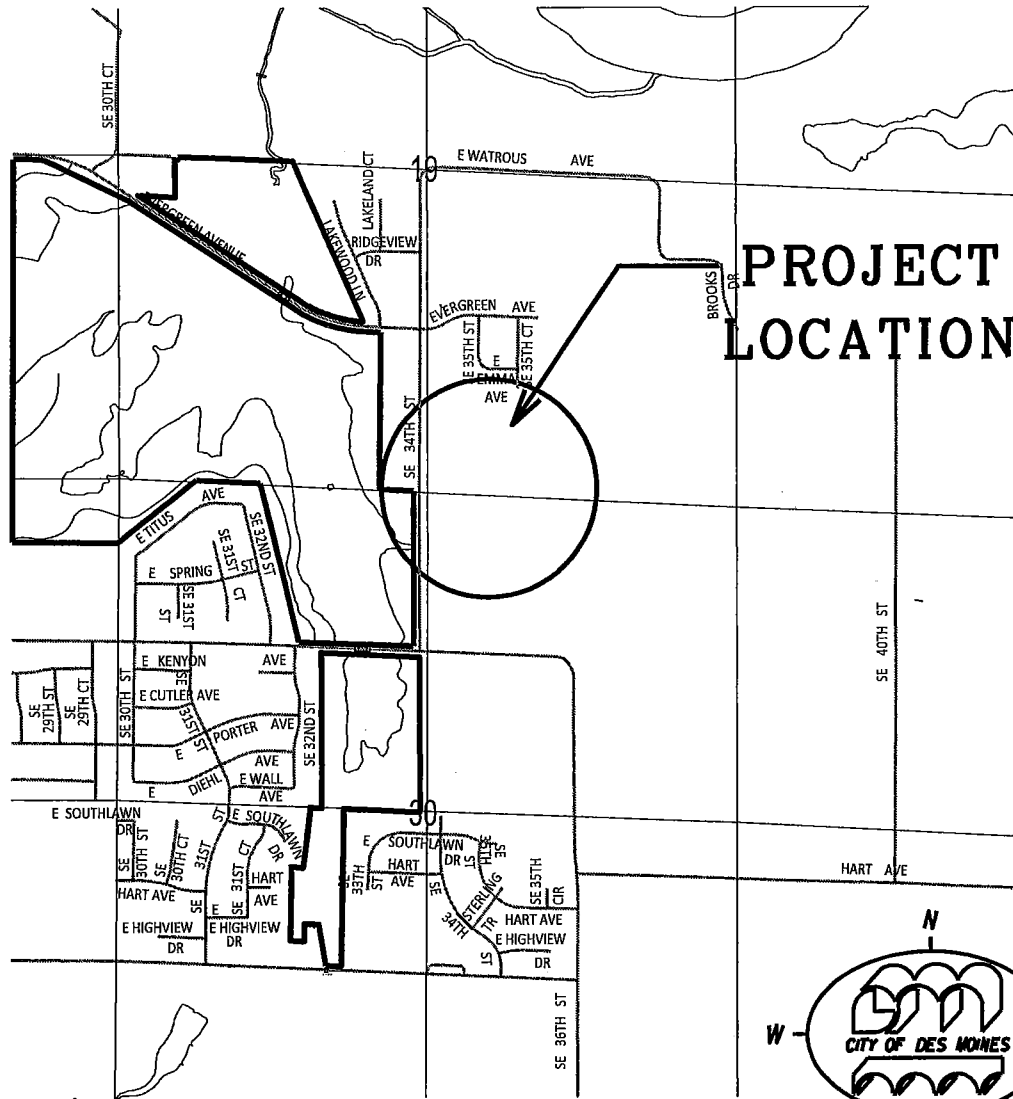 SE 30TH CT
19
E WATROUS AVE
LAKELAND CT
EVERGREEN AVENUE
LAKEWOOD LN
RIDGEVIEW
DR
PROJECT
LOCATION
BROOKS
DR
EVERGREEN AVE
E 35TH ST
SE 35TH CT
E
EMMA
AVE
SE 34TH ST
E TITUS AVE
SE 32ND ST
SE 31ST
CT
E SPRING ST
SE 31ST
ST
SE 40TH ST
E KENYON AVE
SE
31ST ST
E CUTLER AVE
SE
29TH ST
SE
29TH CT
SE 30TH ST
E PORTER AVE
SE 32ND ST
E DIEHL AVE
E WALL
AVE
30
E SOUTHLAWN
DR
E SOUTHLAWN
DR
E
SOUTHLAWN
DR
SE
30TH ST
SE
30TH CT
SE 31ST ST
SE 31ST CT
HART
AVE
HART AVE
SE
33TH
ST
HART
AVE
SE
35TH
ST
SE
34TH
ST
STERLING
TR
SE 35TH
CIR
HART AVE
HART AVE
E
E HIGHVIEW
DR
E HIGHVIEW
DR
E HIGHVIEW
DR
SE 36TH ST
N
W
CITY OF DES MOINES